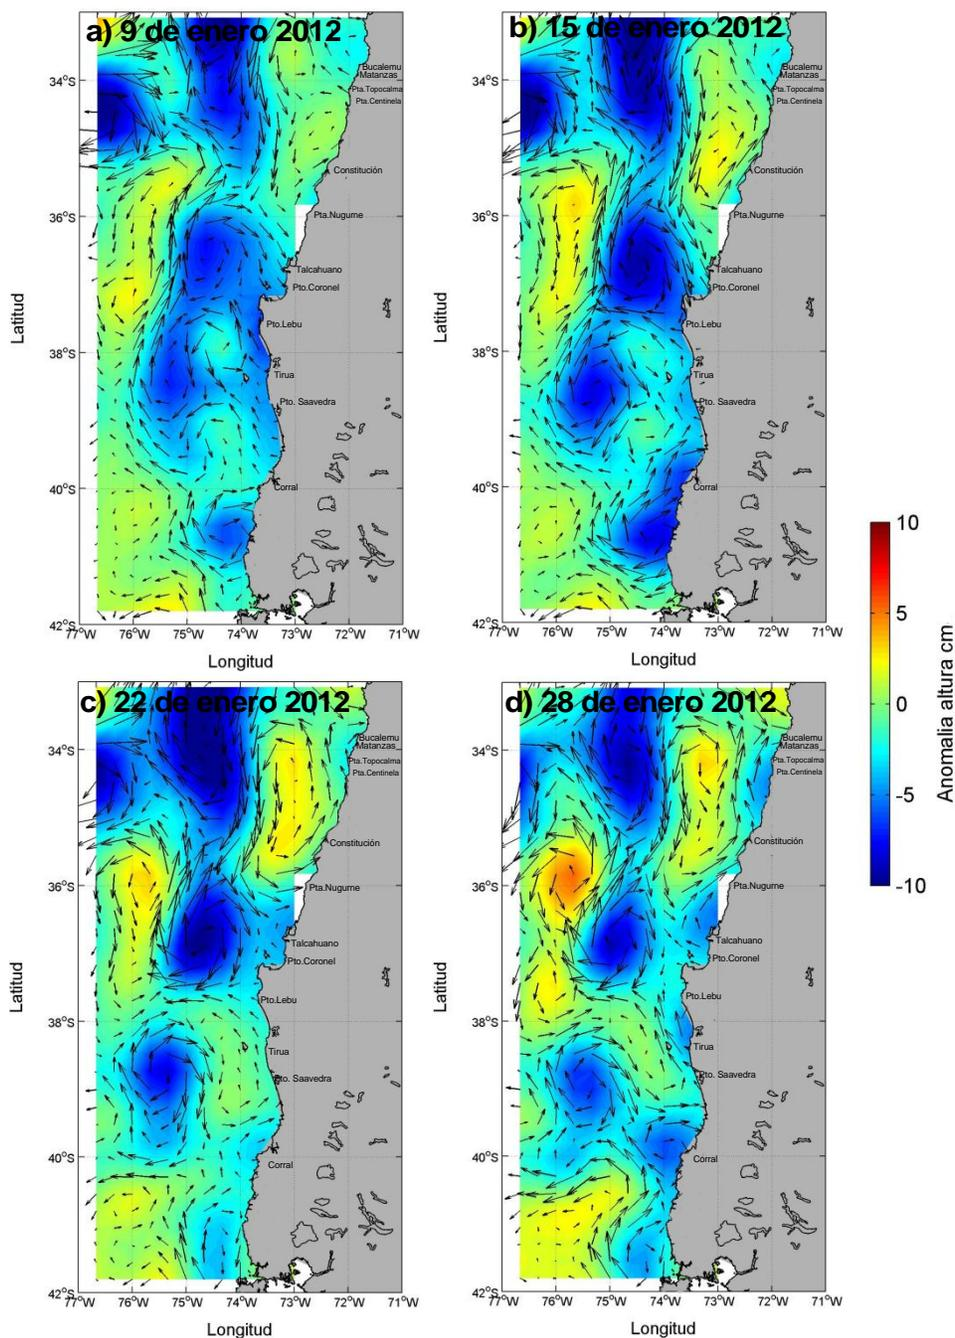 a) 9 de enero 2012
34°S
36°S
38°S
40°S
42°S
77°W 76°W 75°W 74°W 73°W 72°W 71°W
Latitud
Longitud
Bucalemu
Matanzas
Pta.Topocalma
Pta.Centinela
Constitución
Pta.Nugurne
Talcahuano
Pto.Coronel
Pto.Lebu
Tirua
Pto. Saavedra
Corral
b) 15 de enero 2012
34°S
36°S
38°S
40°S
42°S
77°W 76°W 75°W 74°W 73°W 72°W 71°W
Latitud
Longitud
Bucalemu
Matanzas
Pta.Topocalma
Pta.Centinela
Constitución
Pta.Nugurne
Talcahuano
Pto.Coronel
Pto.Lebu
Tirua
Pto. Saavedra
Corral
c) 22 de enero 2012
34°S
36°S
38°S
40°S
42°S
77°W 76°W 75°W 74°W 73°W 72°W 71°W
Latitud
Longitud
Bucalemu
Matanzas
Pta.Topocalma
Pta.Centinela
Constitución
Pta.Nugurne
Talcahuano
Pto.Coronel
Pto.Lebu
Tirua
Pto. Saavedra
Corral
d) 28 de enero 2012
34°S
36°S
38°S
40°S
42°S
77°W 76°W 75°W 74°W 73°W 72°W 71°W
Latitud
Longitud
Bucalemu
Matanzas
Pta.Topocalma
Pta.Centinela
Constitución
Pta.Nugurne
Talcahuano
Pto.Coronel
Pto.Lebu
Tirua
Pto. Saavedra
Corral
10
5
0
-5
-10
Anomalia altura cm